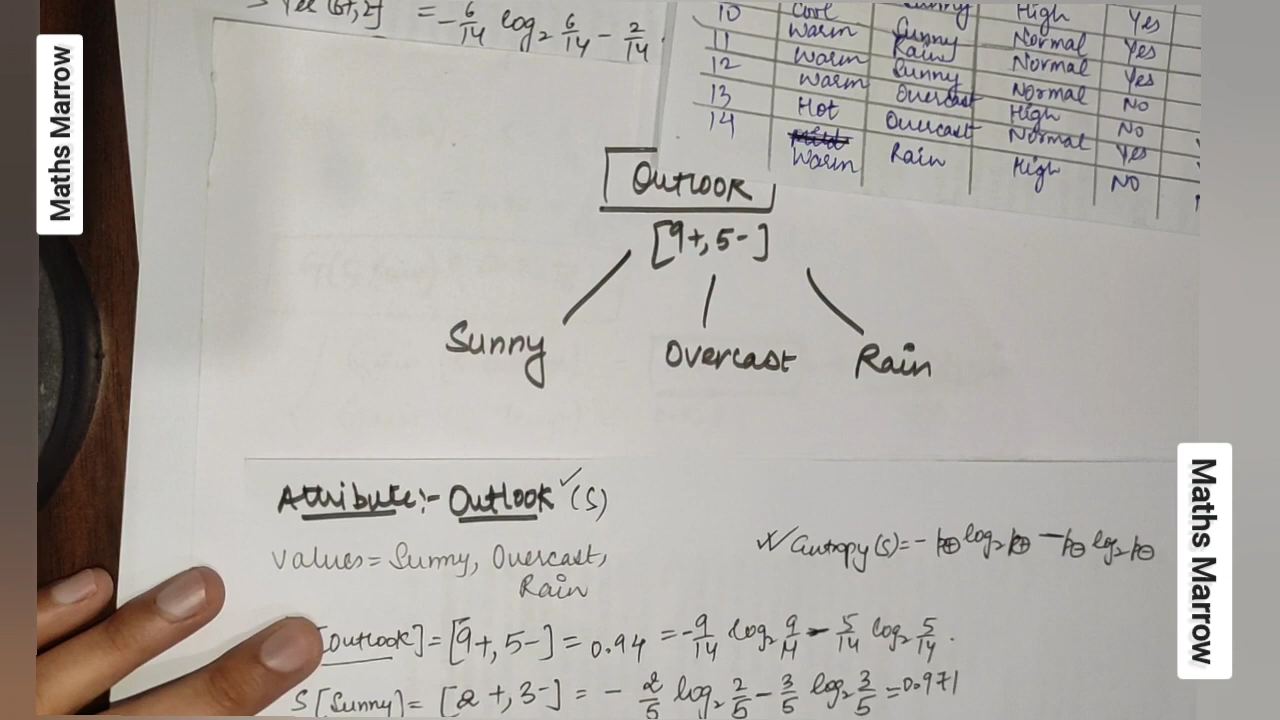 Yes [6+, 2] = -6/14 log₂ 6/14 - 2/14
10 Cool Sunny High Yes
11 Warm Sunny Normal Yes
12 Warm Rain Normal Yes
Warm Sunny Normal No
13 Hot Overcast High No
14 Overcast Normal Yes
Warm Rain High No
Outlook
[9+, 5-]
Sunny Overcast Rain
Attribute:- Outlook ✓(S)
Values = Sunny, Overcast,
Rain
Entropy(S) = - p⊕ log₂ p⊕ - p⊖ log₂ p⊖
[Outlook] = [9+, 5-] = 0.94 = -9/14 log₂ 9/14 - 5/14 log₂ 5/14.
S[Sunny] = [2+, 3-] = - 2/5 log₂ 2/5 - 3/5 log₂ 3/5 = 0.971
Maths Marrow
Maths Marrow